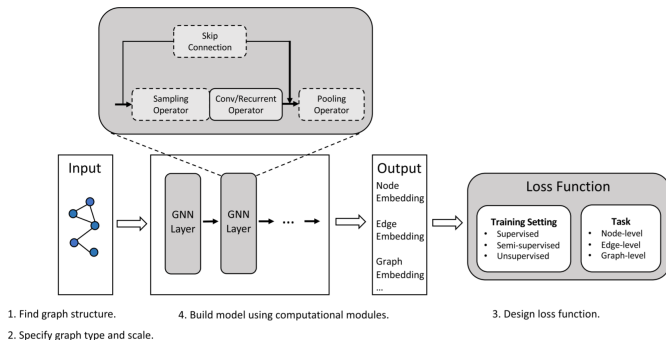 Skip
Connection
Sampling
Operator
Conv/Recurrent
Operator
Pooling
Operator
Input
GNN
Layer
GNN
Layer
...
Output
Node
Embedding
Edge
Embedding
Graph
Embedding
...
Loss Function
Training Setting
• Supervised
• Semi-supervised
• Unsupervised
Task
• Node-level
• Edge-level
• Graph-level
1. Find graph structure.
2. Specify graph type and scale.
4. Build model using computational modules.
3. Design loss function.